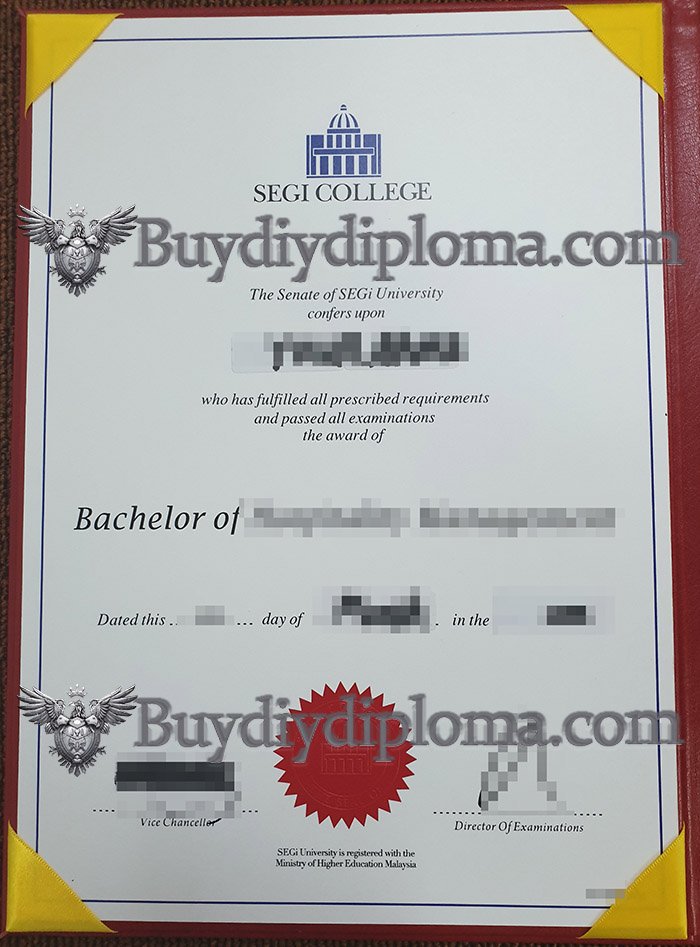 SEGI COLLEGE
Buydiydiploma.com
The Senate of SEGi University
confers upon
who has fulfilled all prescribed requirements
and passed all examinations
the award of
Bachelor of
Dated this .. ... day of . in the
Buydiydiploma.com
Vice Chancellor
Director Of Examinations
SEGi University is registered with the
Ministry of Higher Education Malaysia